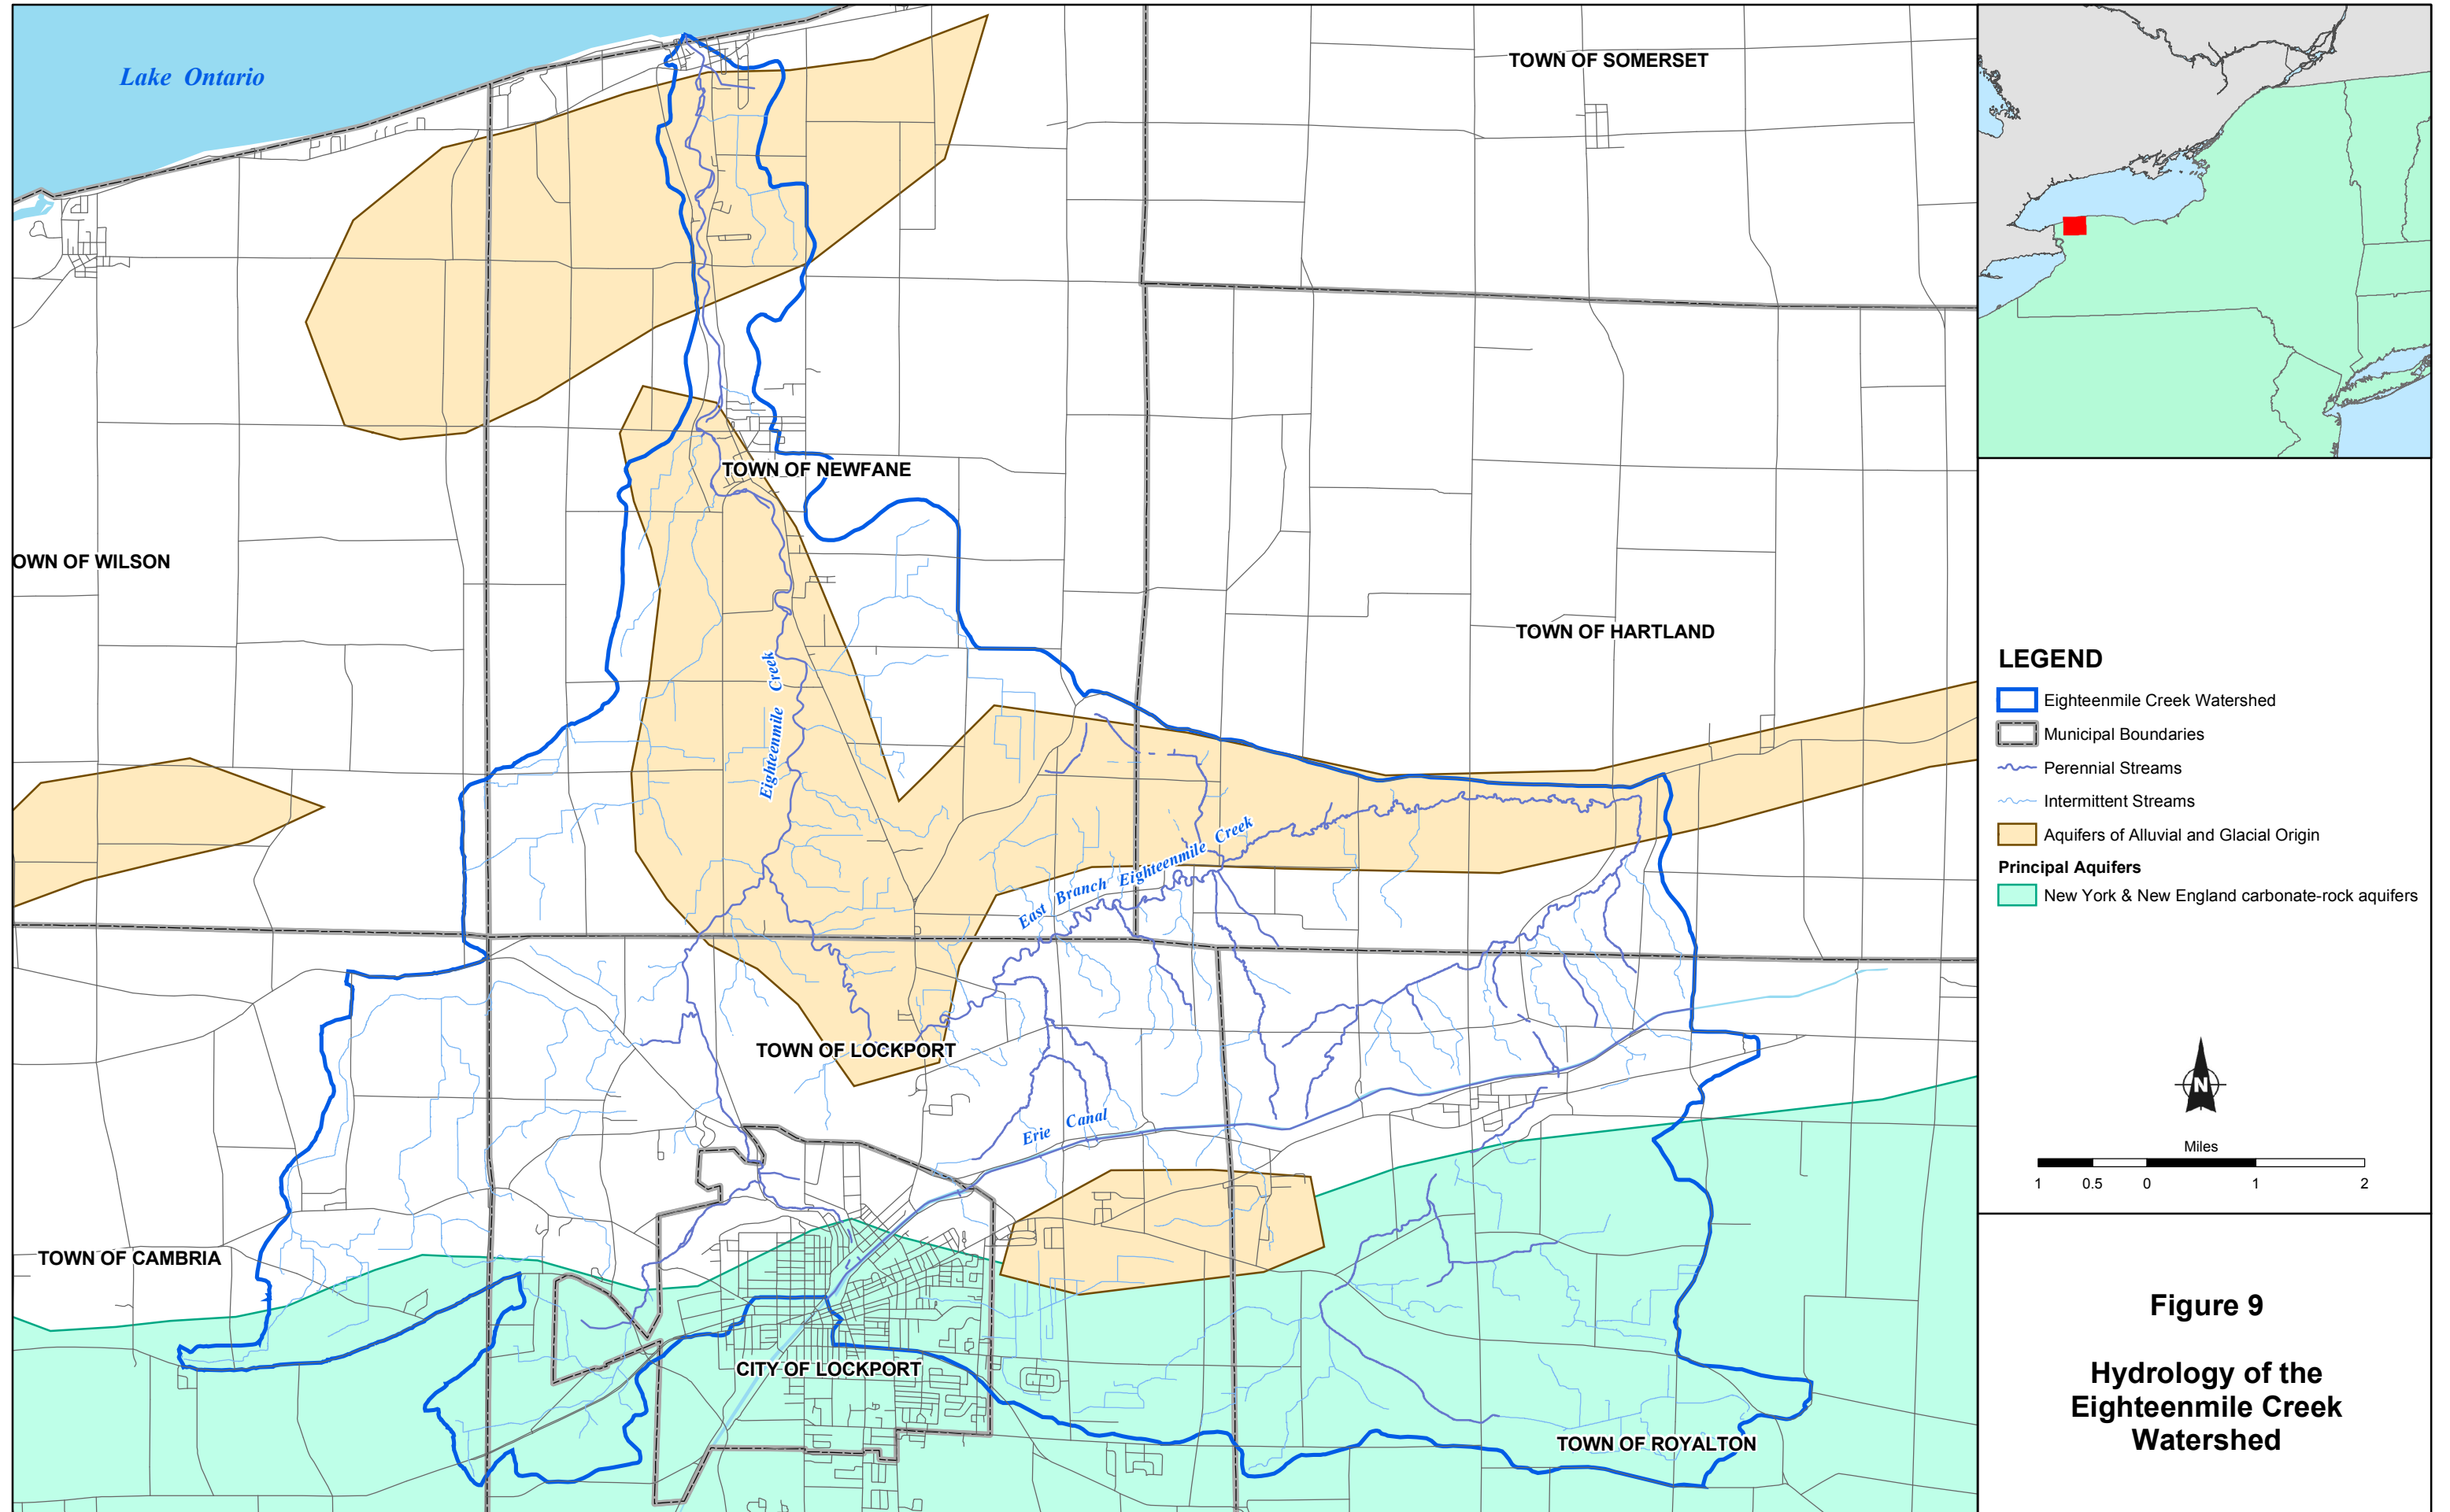 Lake Ontario
TOWN OF SOMERSET
TOWN OF NEWFANE
OWN OF WILSON
TOWN OF HARTLAND
Eighteenmile Creek
East Branch Eighteenmile Creek
TOWN OF LOCKPORT
Erie Canal
TOWN OF CAMBRIA
CITY OF LOCKPORT
TOWN OF ROYALTON
LEGEND
Eighteenmile Creek Watershed
Municipal Boundaries
Perennial Streams
Intermittent Streams
Aquifers of Alluvial and Glacial Origin
Principal Aquifers
New York & New England carbonate-rock aquifers
N
Miles
1 0.5 0 1 2
Figure 9
Hydrology of the
Eighteenmile Creek
Watershed